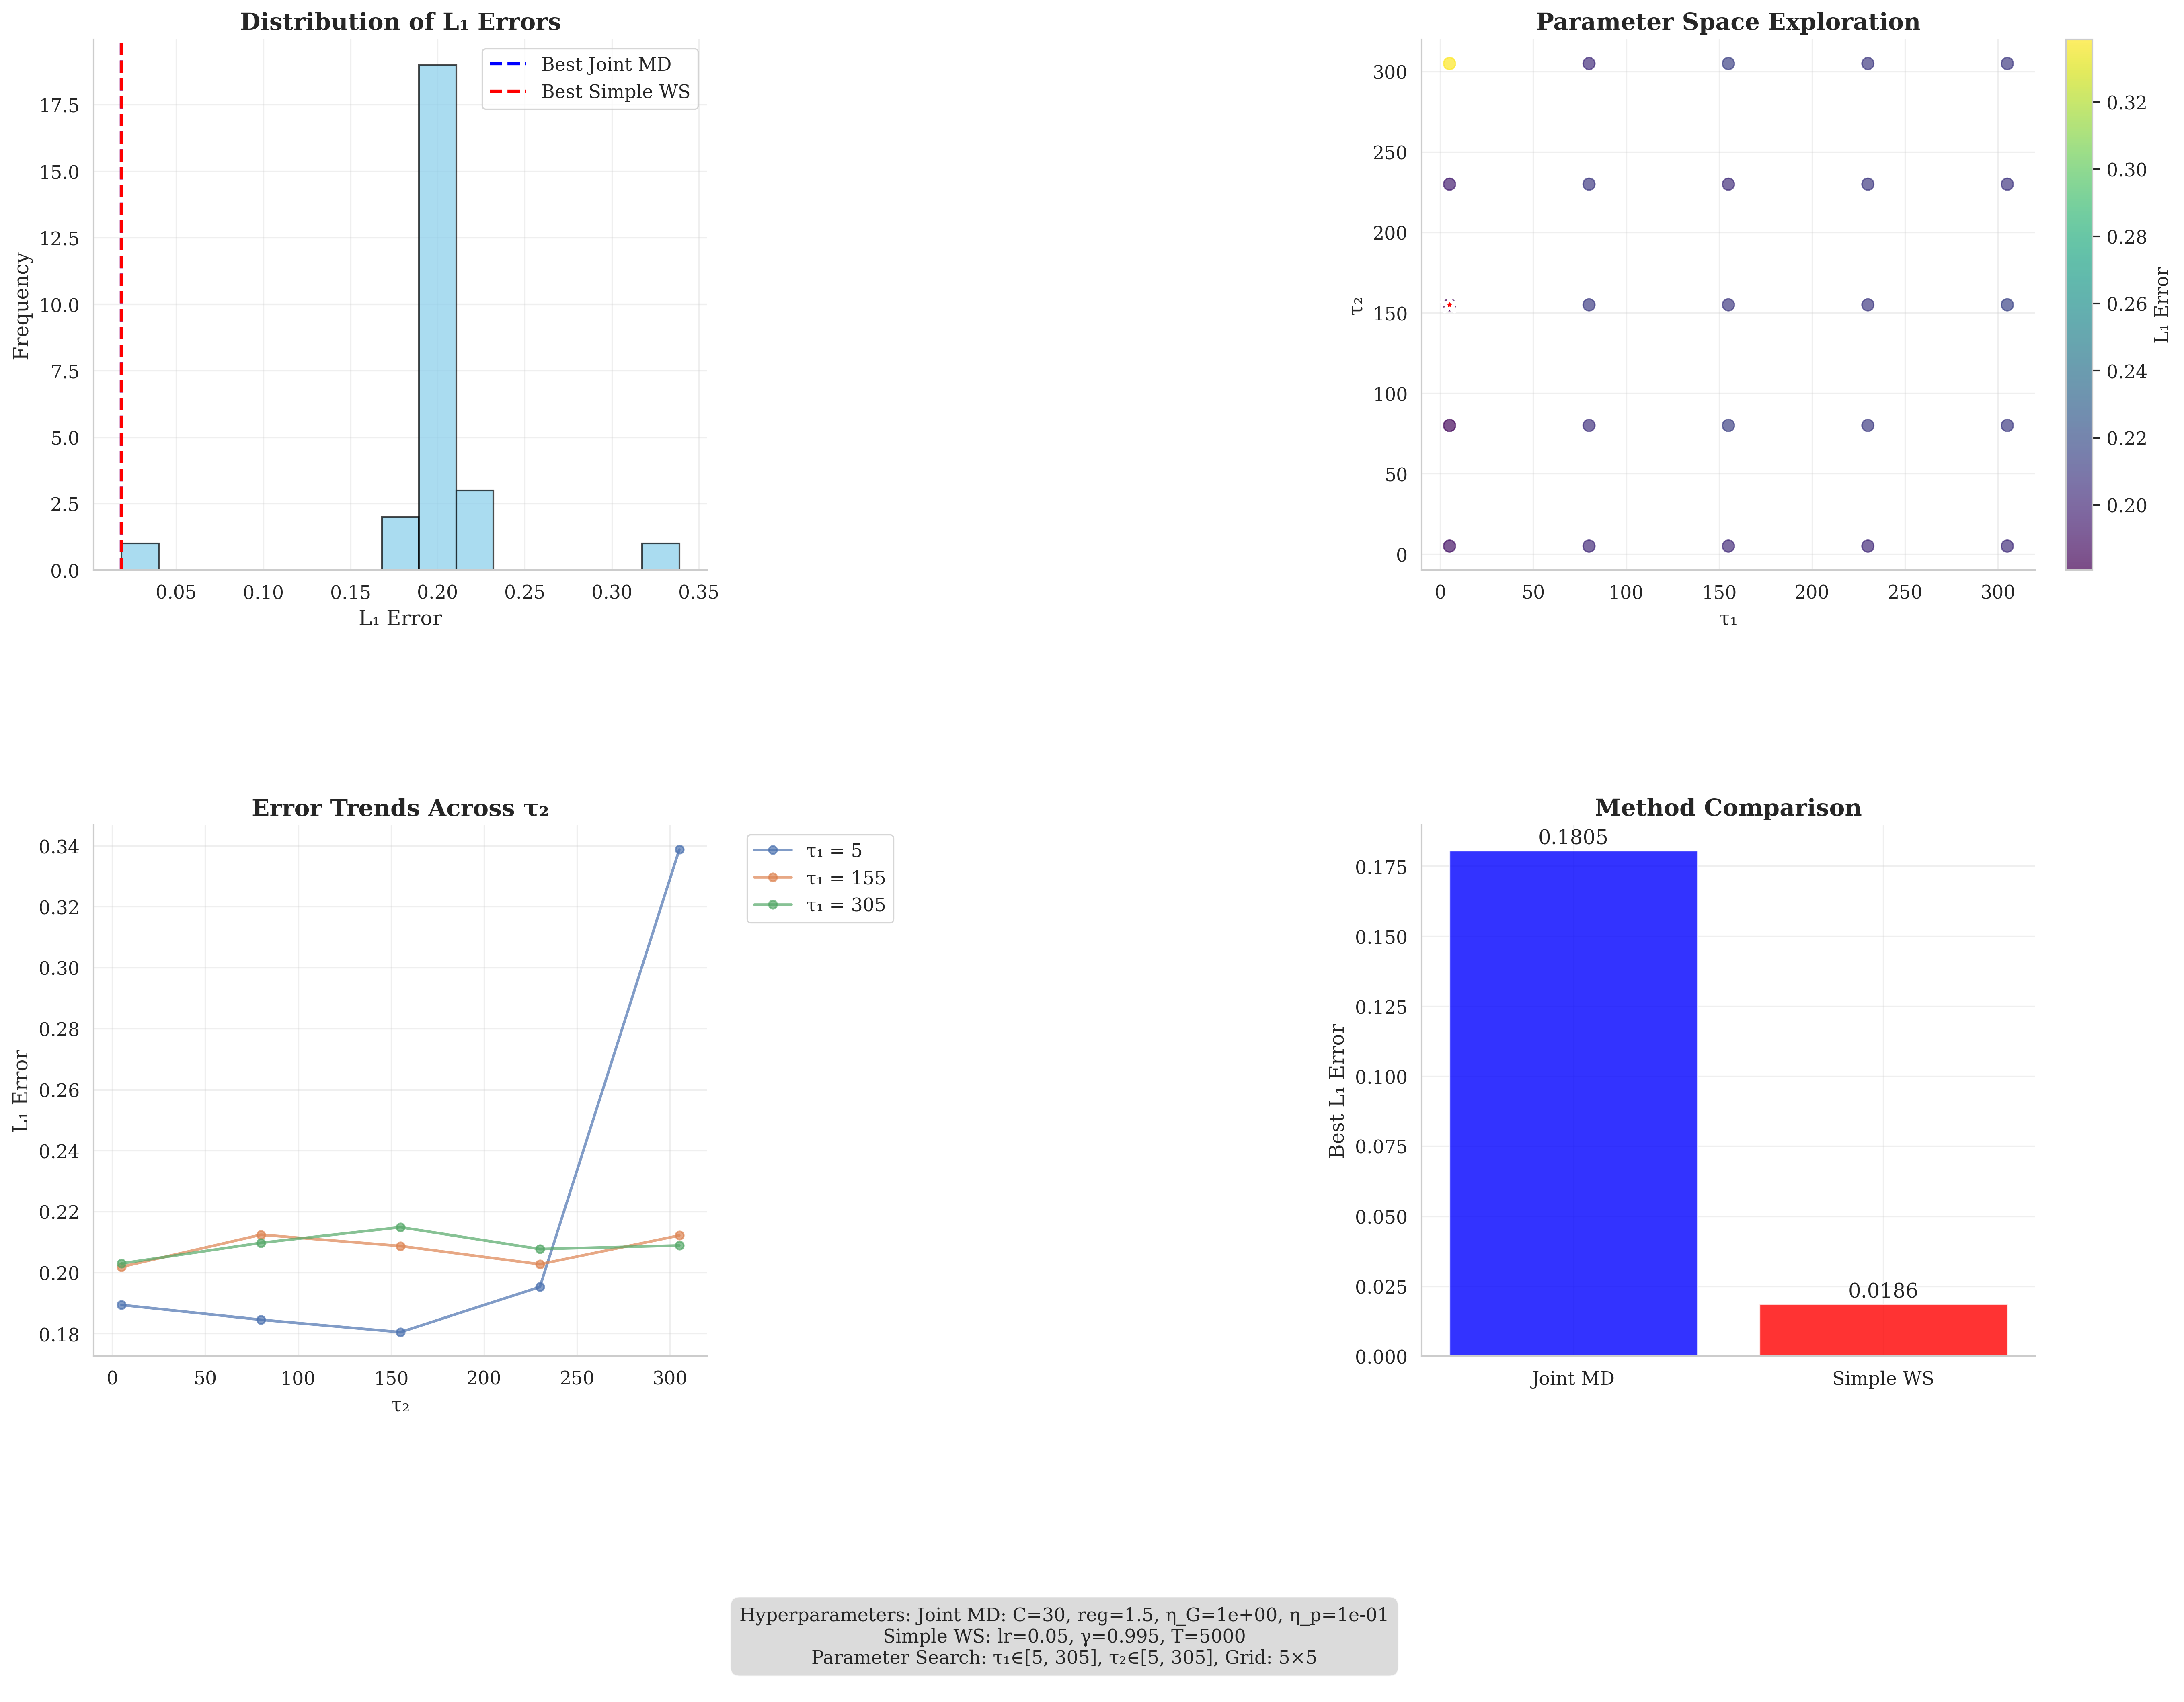 Distribution of L₁ Errors
Best Joint MD
Best Simple WS
Frequency
17.5
15.0
12.5
10.0
7.5
5.0
2.5
0.0
0.05
0.10
0.15
0.20
0.25
0.30
0.35
L₁ Error
Parameter Space Exploration
τ₂
300
250
200
150
100
50
0
0
50
100
150
200
250
300
τ₁
0.32
0.30
0.28
0.26
0.24
0.22
0.20
L₁ Error
Error Trends Across τ₂
τ₁ = 5
τ₁ = 155
τ₁ = 305
L₁ Error
0.34
0.32
0.30
0.28
0.26
0.24
0.22
0.20
0.18
0
50
100
150
200
250
300
τ₂
Method Comparison
Best L₁ Error
0.175
0.150
0.125
0.100
0.075
0.050
0.025
0.000
0.1805
0.0186
Joint MD
Simple WS
Hyperparameters: Joint MD: C=30, reg=1.5, η_G=1e+00, η_p=1e-01
Simple WS: lr=0.05, γ=0.995, T=5000
Parameter Search: τ₁∈[5, 305], τ₂∈[5, 305], Grid: 5×5